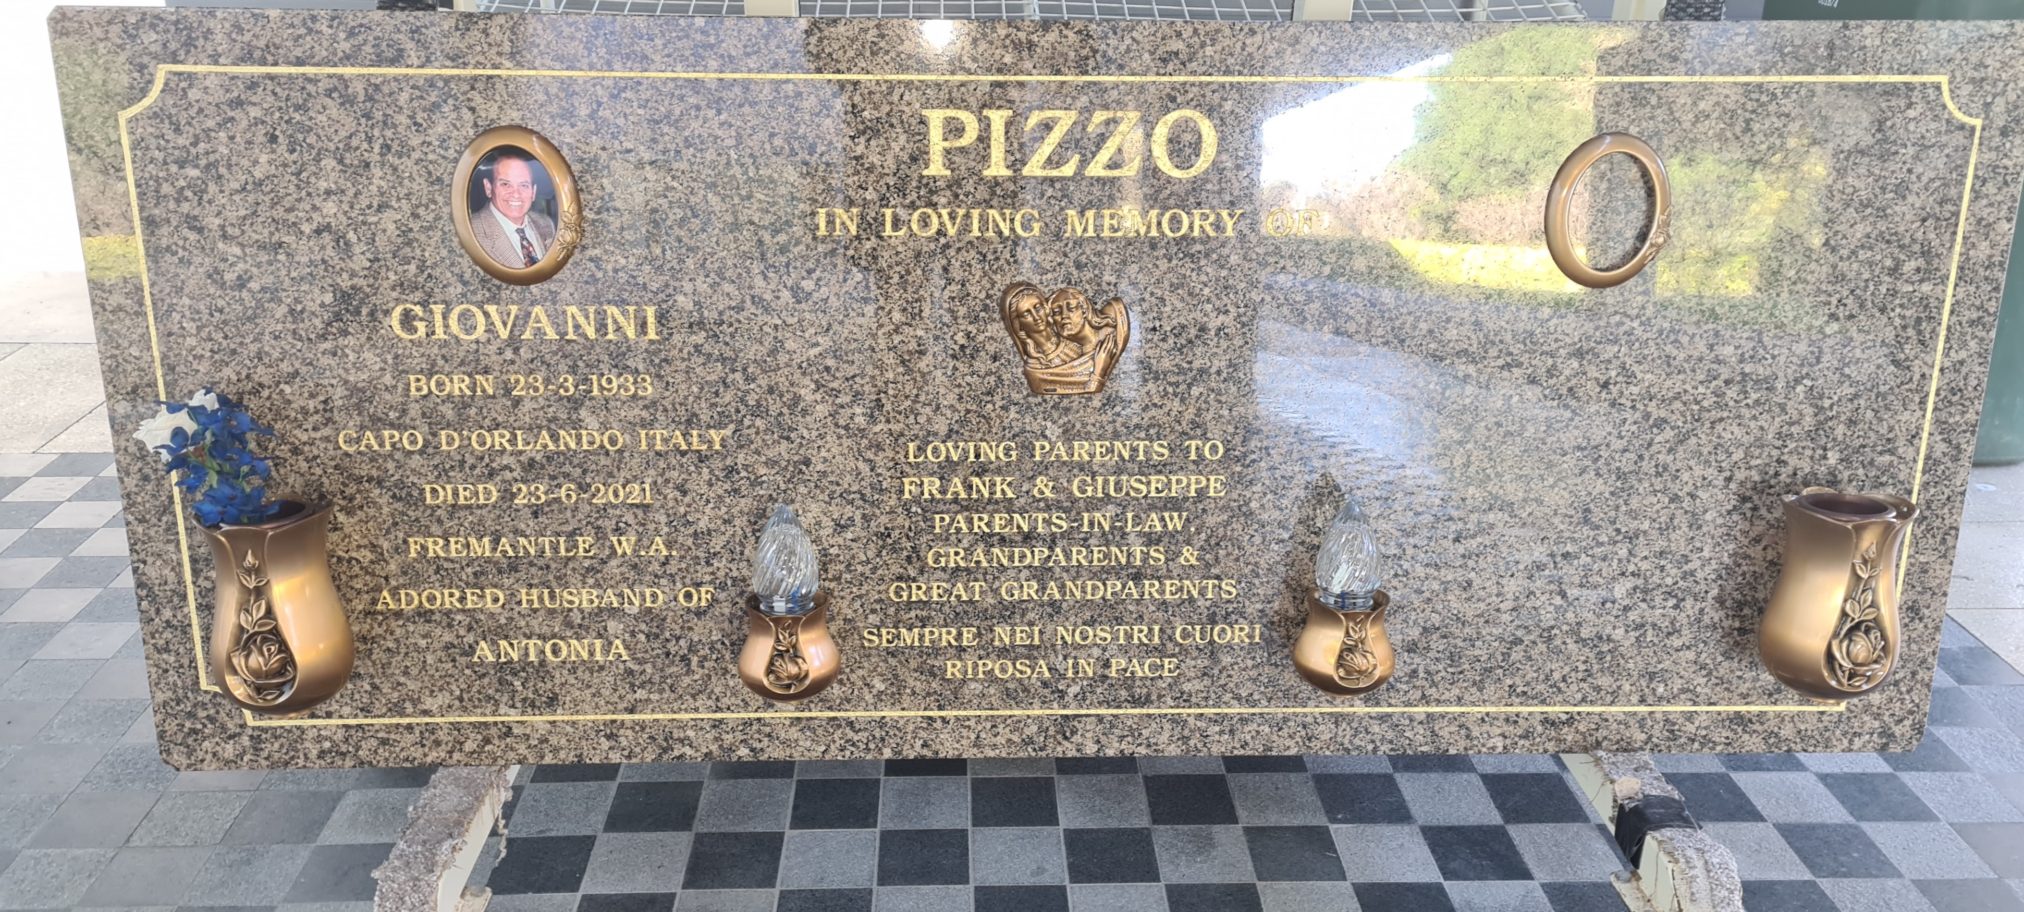 PIZZO
IN LOVING MEMORY OF
GIOVANNI
BORN 23-3-1933
CAPO D'ORLANDO ITALY
DIED 23-6-2021
FREMANTLE W.A.
ADORED HUSBAND OF
ANTONIA
LOVING PARENTS TO
FRANK & GIUSEPPE
PARENTS-IN-LAW,
GRANDPARENTS &
GREAT GRANDPARENTS
SEMPRE NEI NOSTRI CUORI
RIPOSA IN PACE